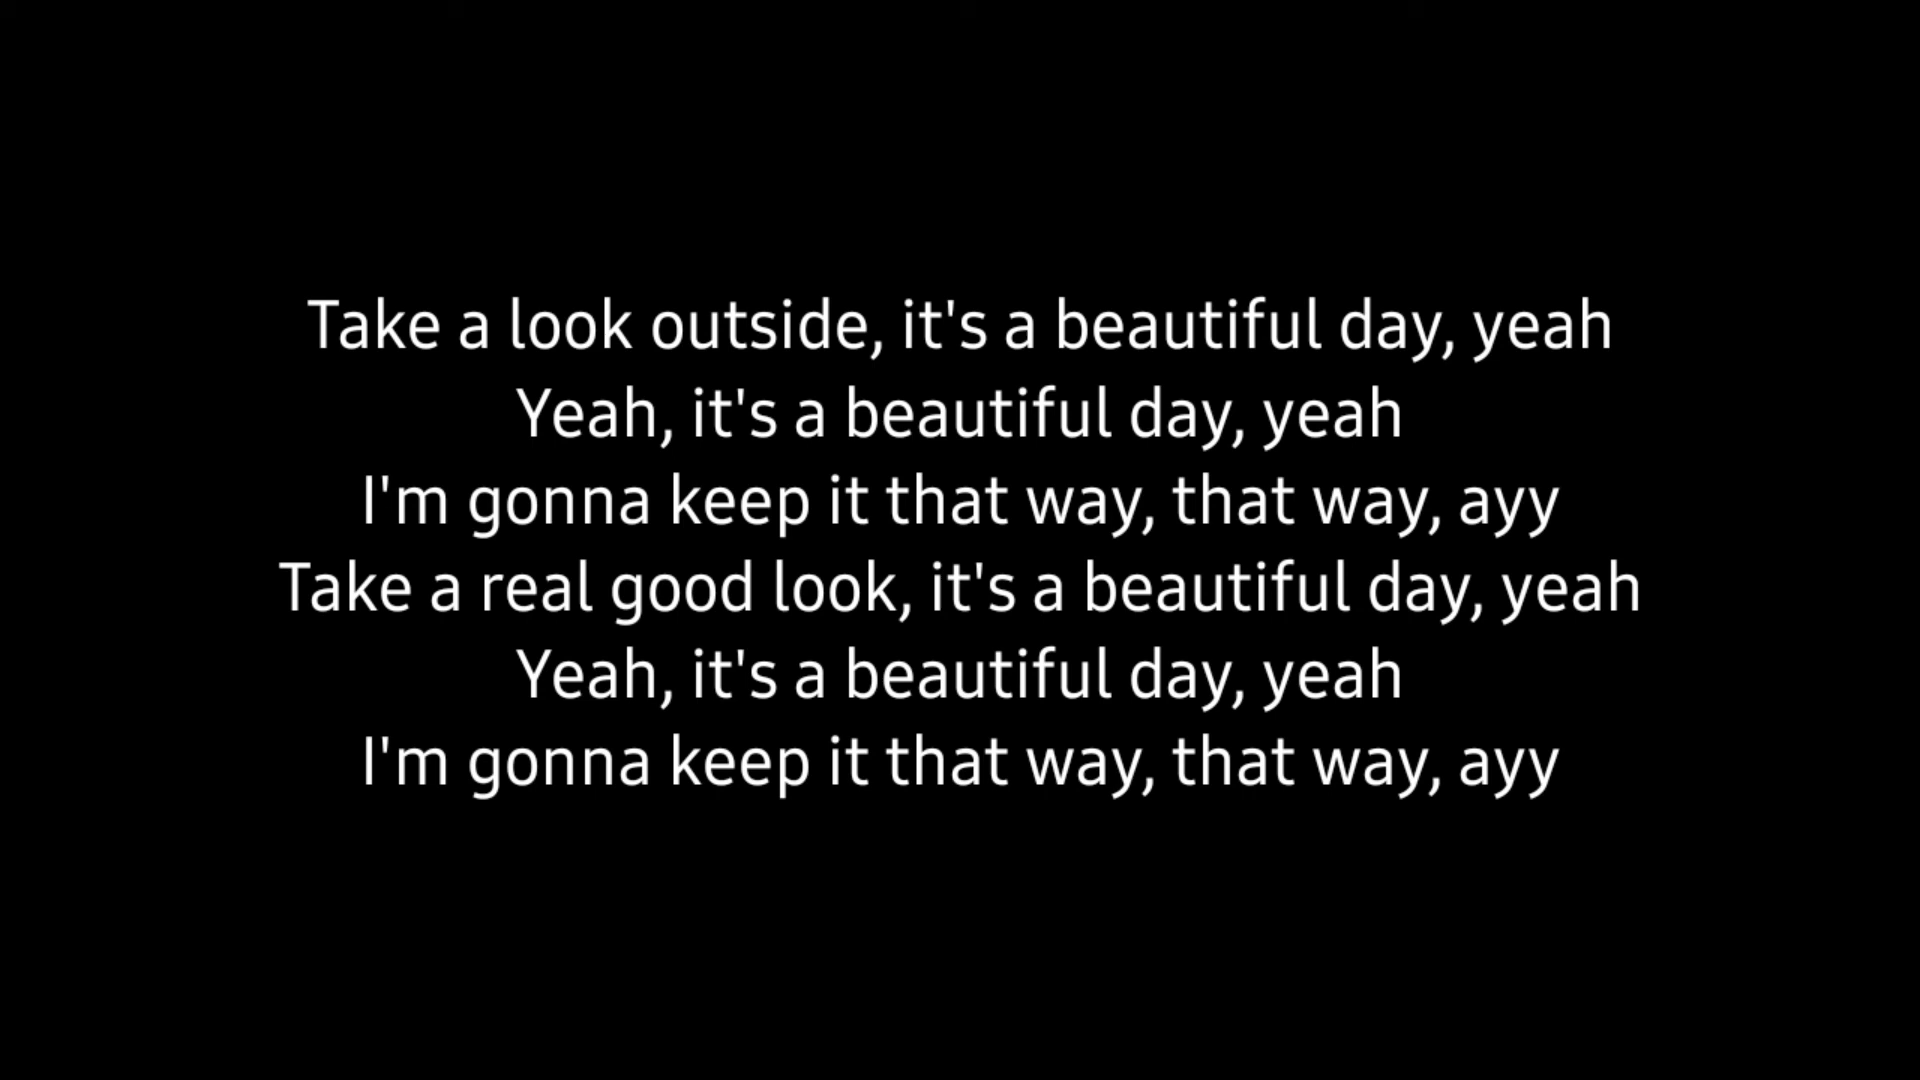 Take a look outside, it's a beautiful day, yeah
Yeah, it's a beautiful day, yeah
I'm gonna keep it that way, that way, ayy
Take a real good look, it's a beautiful day, yeah
Yeah, it's a beautiful day, yeah
I'm gonna keep it that way, that way, ayy